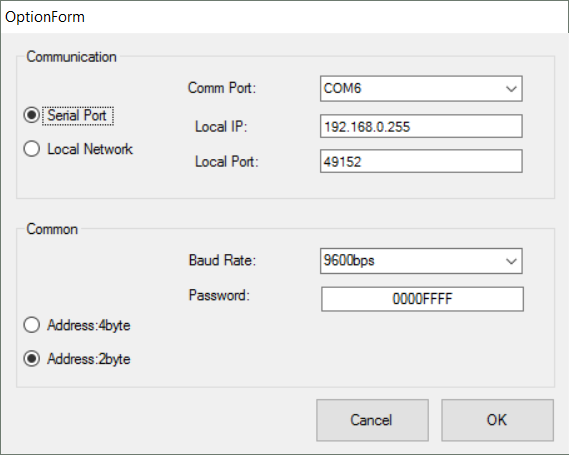 OptionForm
Communication
Comm Port: COM6
Serial Port
Local IP: 192.168.0.255
Local Network
Local Port: 49152
Common
Baud Rate: 9600bps
Password: 0000FFFF
Address:4byte
Address:2byte
Cancel OK